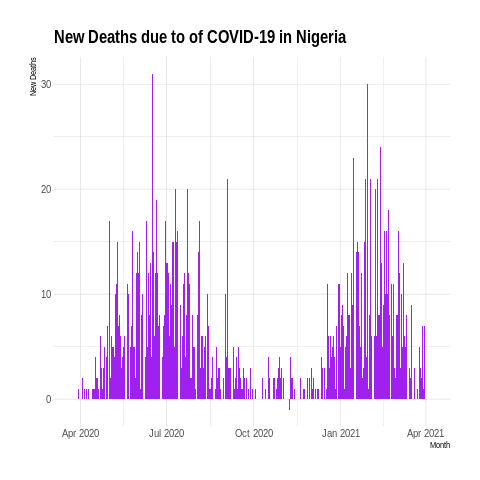 New Deaths due to of COVID-19 in Nigeria
New Deaths
30
20
10
0
Apr 2020 Jul 2020 Oct 2020 Jan 2021 Apr 2021
Month